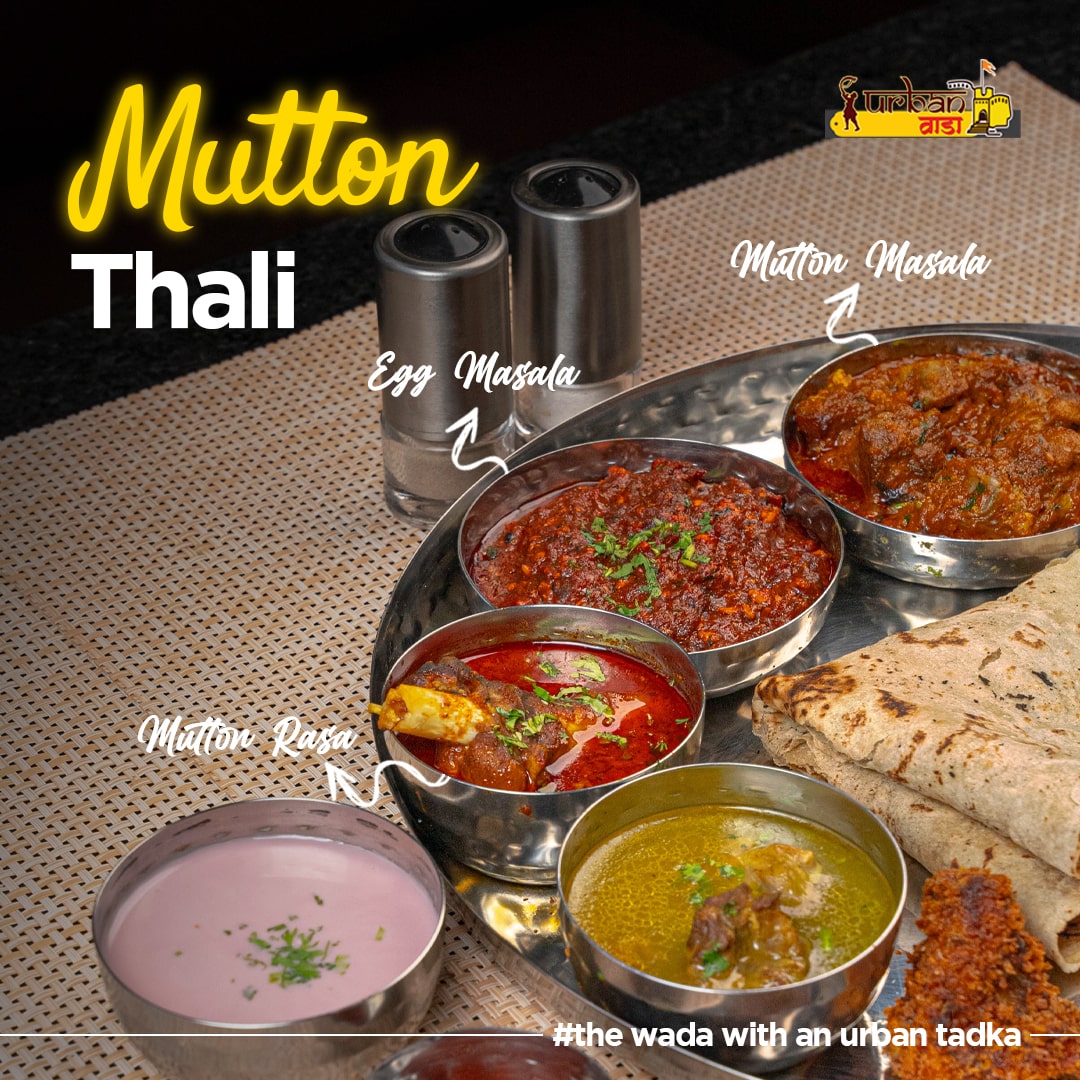 Mutton
Thali
urban
वाडा
Mutton Masala
Egg Masala
Mutton Rasa
#the wada with an urban tadka